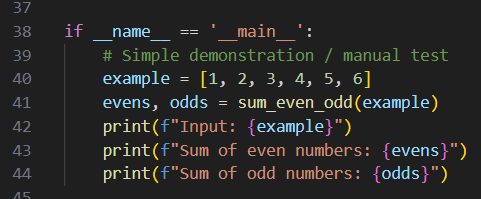 37
38 if __name__ == '__main__':
39 # Simple demonstration / manual test
40 example = [1, 2, 3, 4, 5, 6]
41 evens, odds = sum_even_odd(example)
42 print(f"Input: {example}")
43 print(f"Sum of even numbers: {evens}")
44 print(f"Sum of odd numbers: {odds}")
45